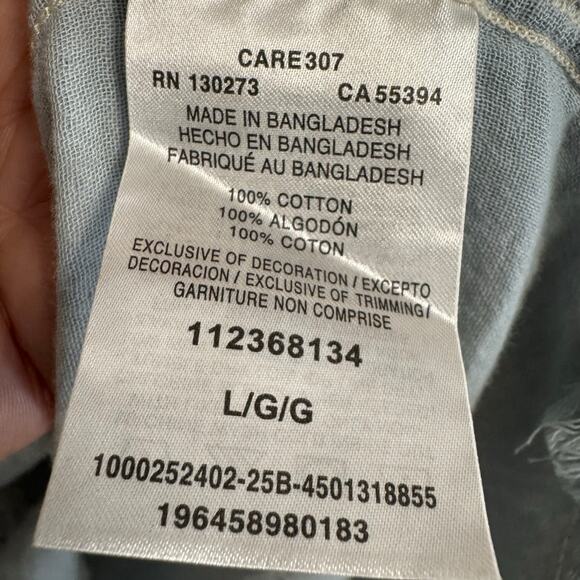 CARE307
RN 130273 CA 55394
MADE IN BANGLADESH
HECHO EN BANGLADESH
FABRIQUÉ AU BANGLADESH
100% COTTON
100% ALGODÓN
100% COTON
EXCLUSIVE OF DECORATION / EXCEPTO
DECORACION / EXCLUSIVE OF TRIMMING/
GARNITURE NON COMPRISE
112368134
L/G/G
1000252402-25B-4501318855
196458980183